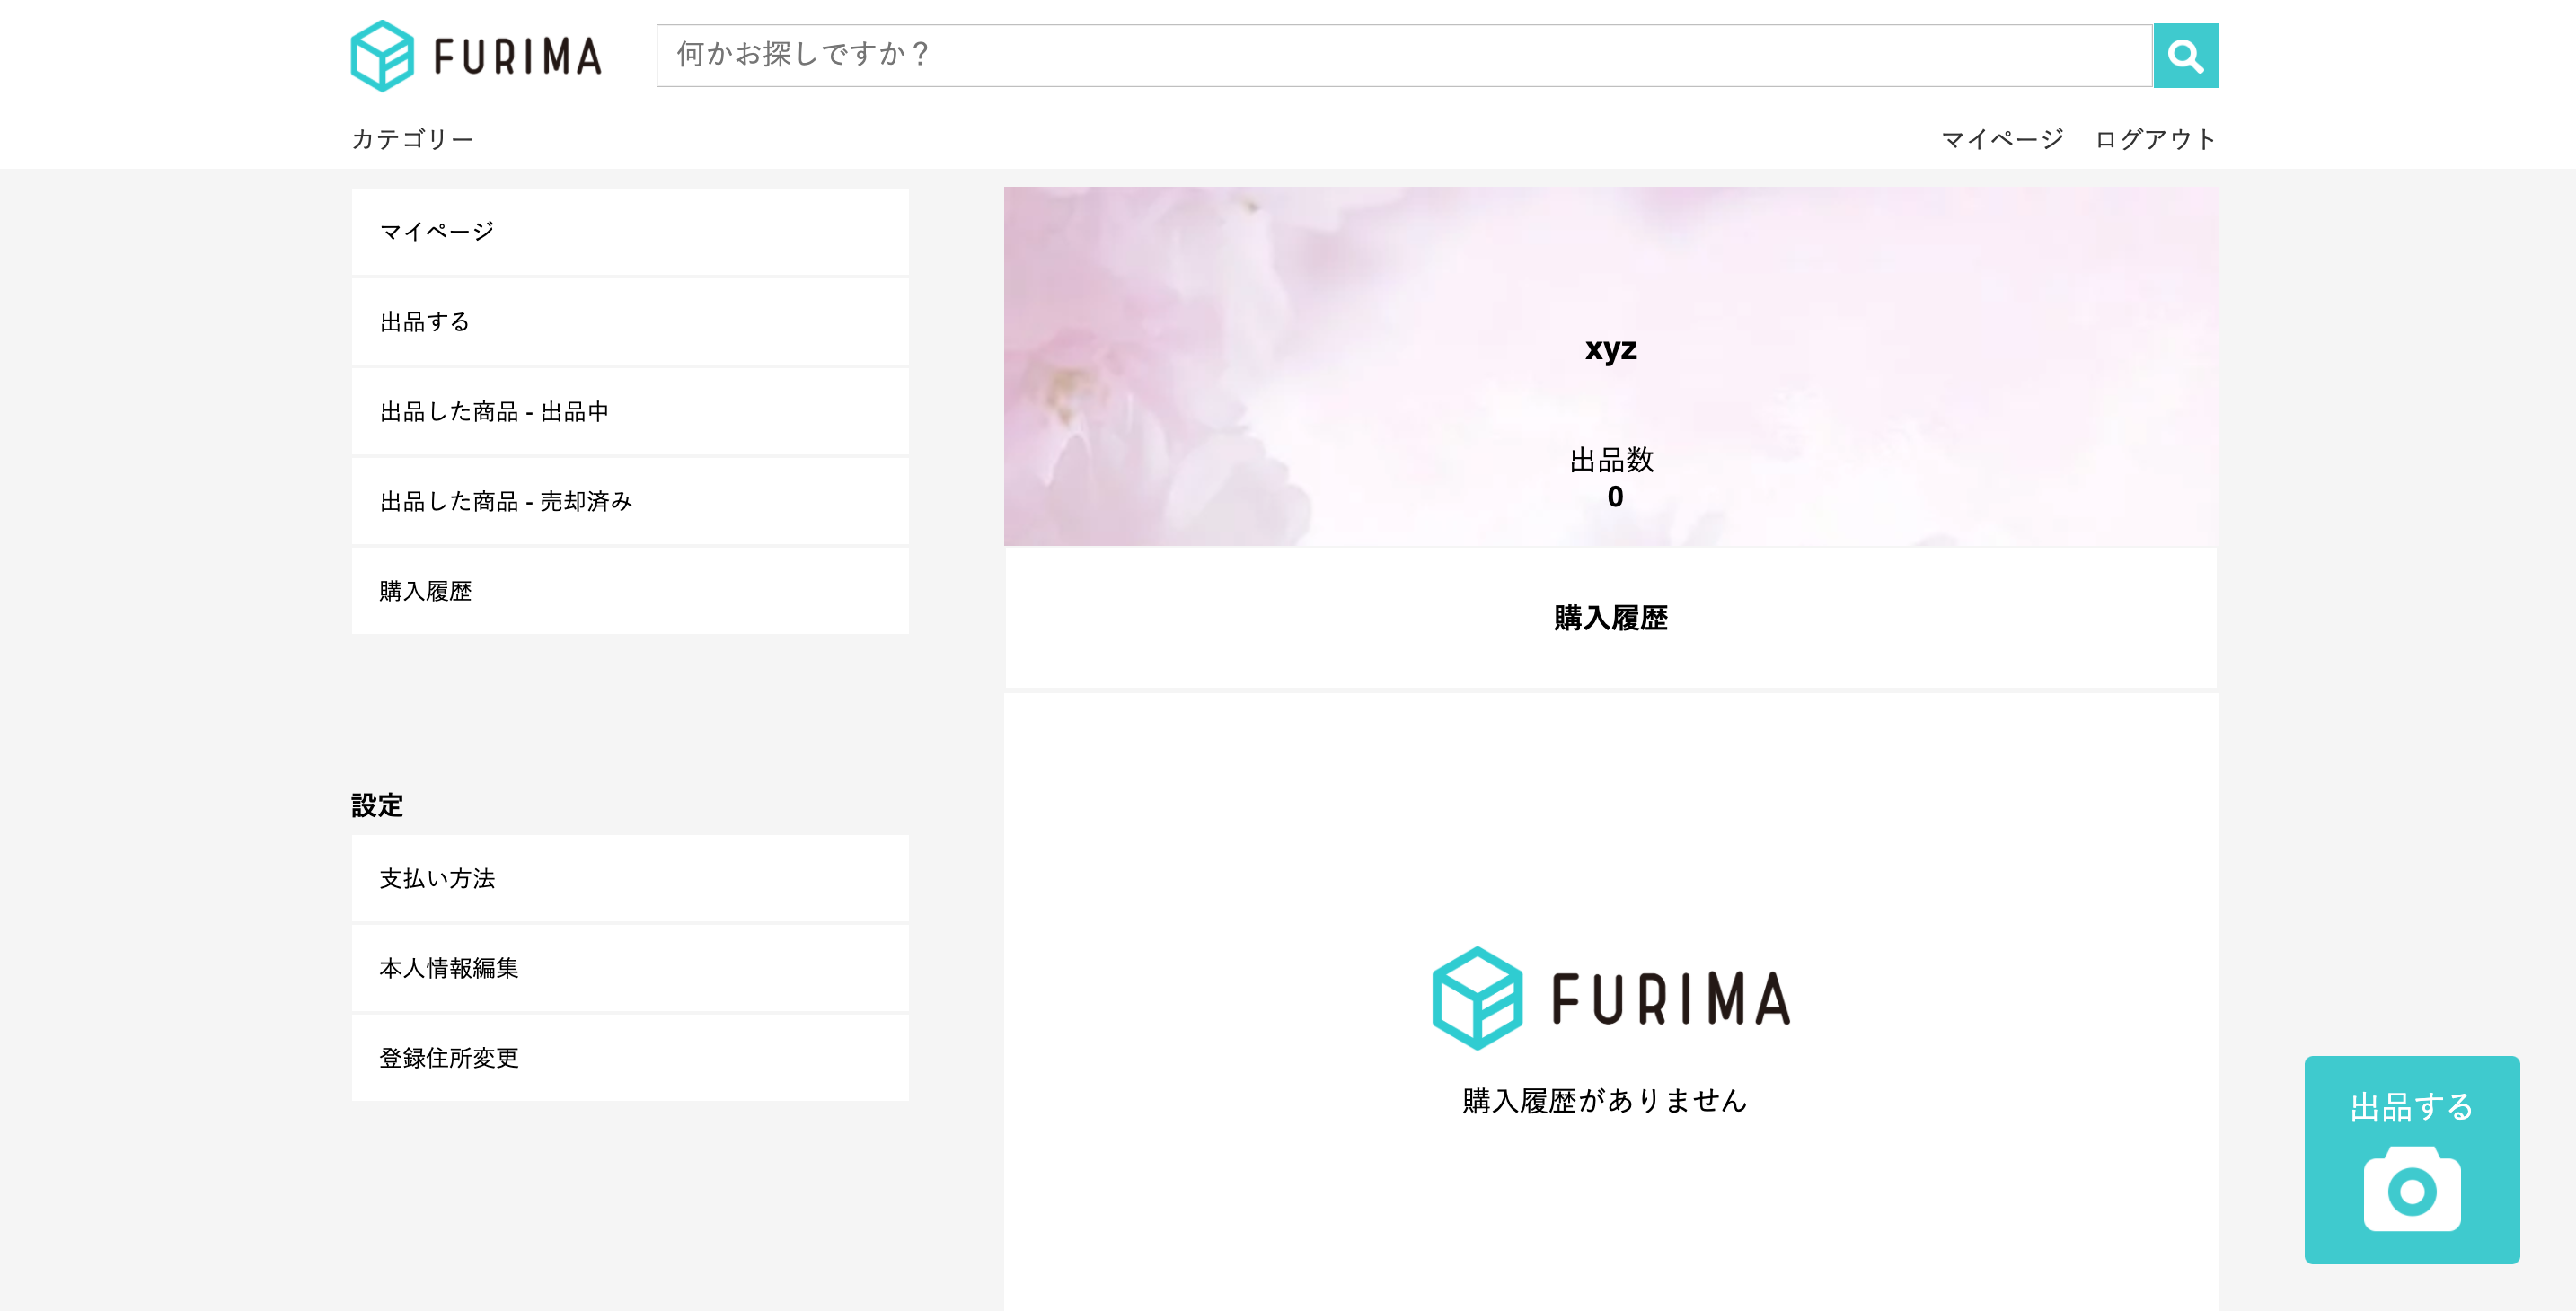 FURIMA
何かお探しですか？
カテゴリー
マイページ ログアウト
マイページ
出品する
出品した商品 - 出品中
出品した商品 - 売却済み
購入履歴
設定
支払い方法
本人情報編集
登録住所変更
xyz
出品数
0
購入履歴
FURIMA
購入履歴がありません
出品する